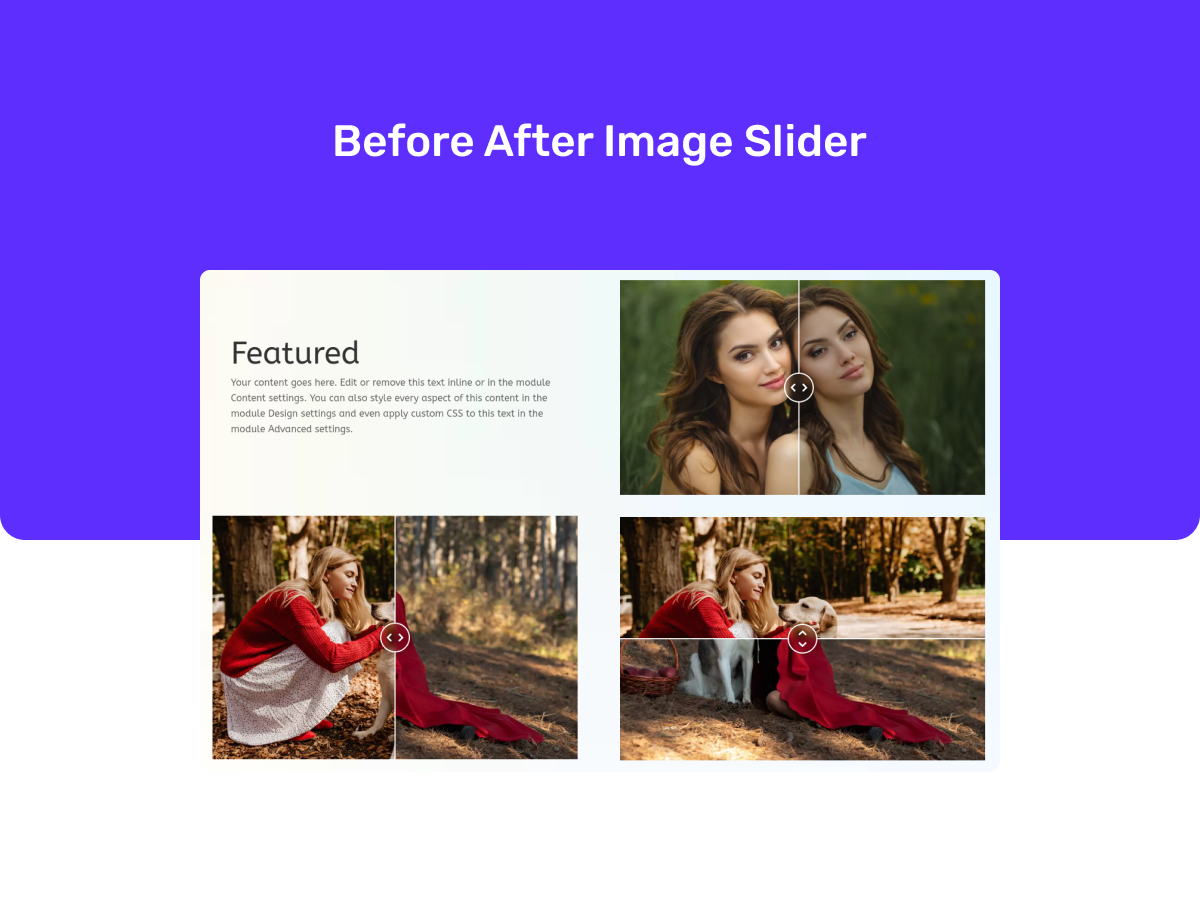 Before After Image Slider
Featured
Your content goes here. Edit or remove this text inline or in the module
Content settings. You can also style every aspect of this content in the
module Design settings and even apply custom CSS to this text in the
module Advanced settings.